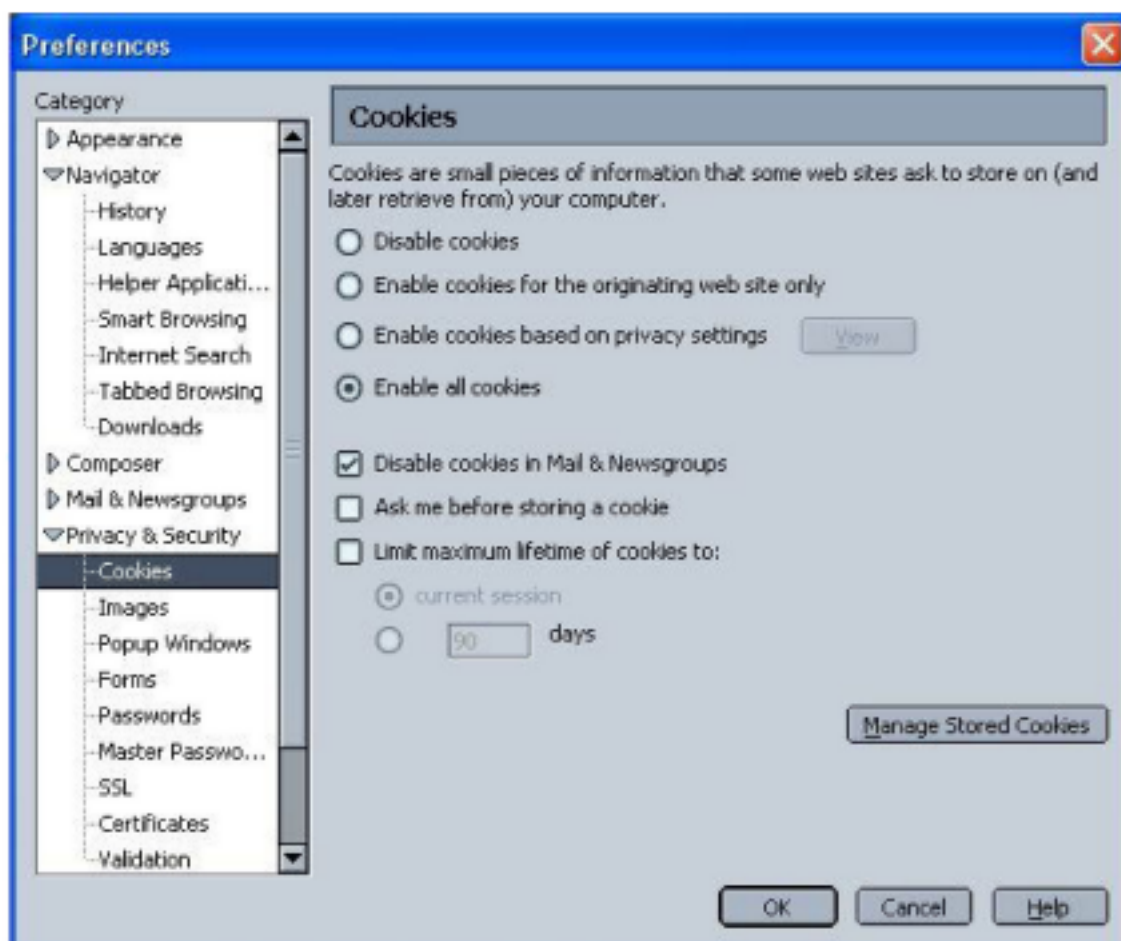 Preferences
Category
Appearance
Navigator
History
Languages
Helper Applicati...
Smart Browsing
Internet Search
Tabbed Browsing
Downloads
Composer
Mail & Newsgroups
Privacy & Security
Cookies
Images
Popup Windows
Forms
Passwords
Master Passwo...
SSL
Certificates
Validation
Cookies
Cookies are small pieces of information that some web sites ask to store on (and
later retrieve from) your computer.
Disable cookies
Enable cookies for the originating web site only
Enable cookies based on privacy settings View
Enable all cookies
Disable cookies in Mail & Newsgroups
Ask me before storing a cookie
Limit maximum lifetime of cookies to:
current session
90 days
Manage Stored Cookies
OK Cancel Help